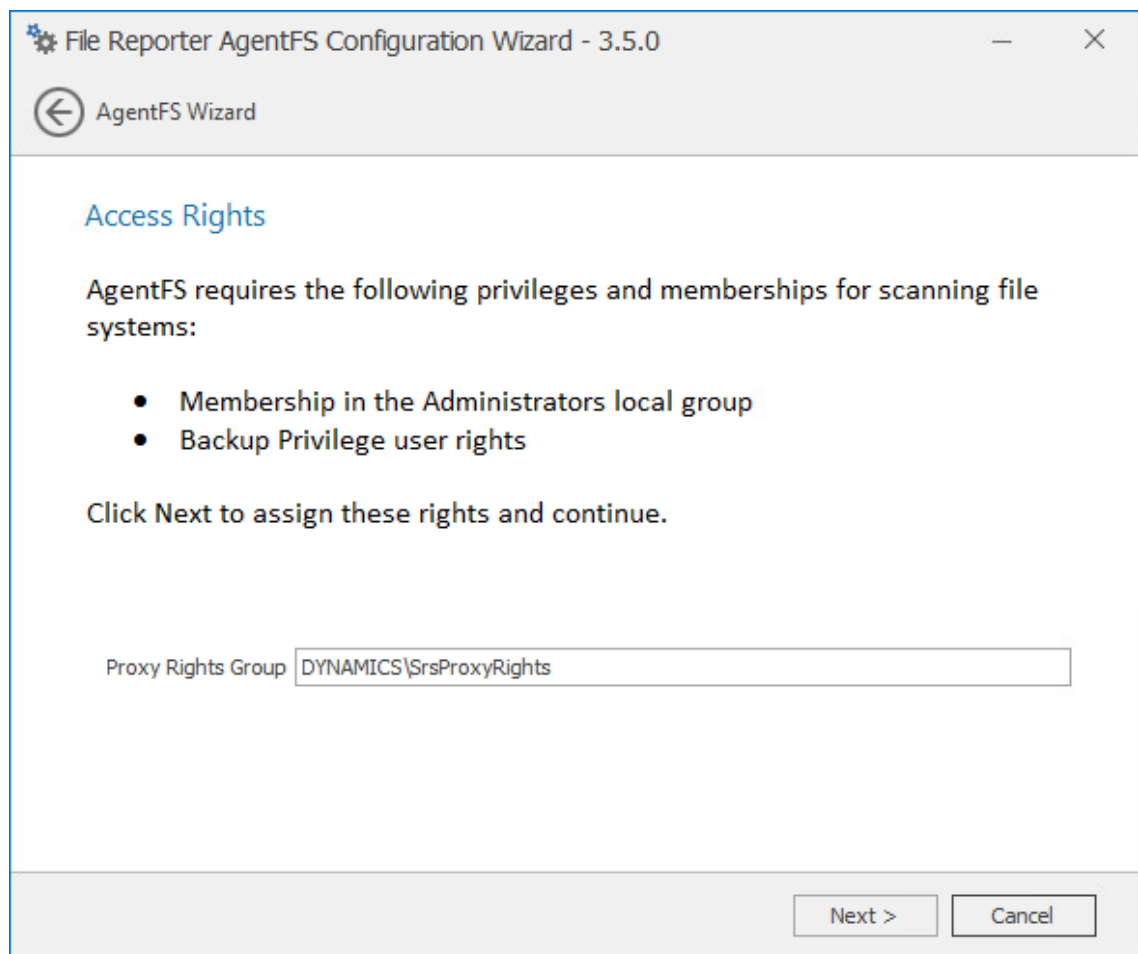 File Reporter AgentFS Configuration Wizard - 3.5.0
AgentFS Wizard
Access Rights
AgentFS requires the following privileges and memberships for scanning file
systems:
• Membership in the Administrators local group
• Backup Privilege user rights
Click Next to assign these rights and continue.
Proxy Rights Group DYNAMICS\SrsProxyRights
Next > Cancel